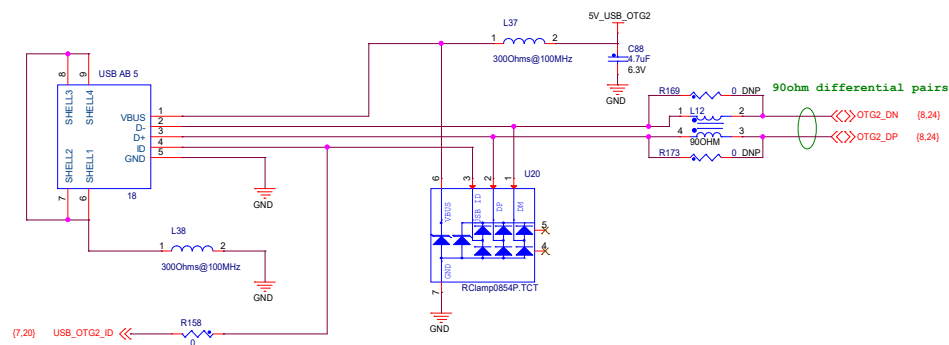 L37
5V_USB_OTG2
1
2
300Ohms@100MHz
C88
4.7uF
6.3V
GND
8
9
USB AB 5
SHELL3
SHELL4
SHELL2
SHELL1
VBUS
D-
D+
ID
GND
1
2
3
4
5
7
6
18
GND
R169
0 DNP
1
L12
2
4
90OHM
3
R173
0 DNP
90ohm differential pairs
OTG2_DN {8,24}
OTG2_DP {8,24}
U20
6
3
2
1
VBUS
USB ID
DP
DM
5
4
GND
7
RClamp0854P.TCT
GND
L38
1
2
300Ohms@100MHz
GND
{7,20} USB_OTG2_ID
R158
0